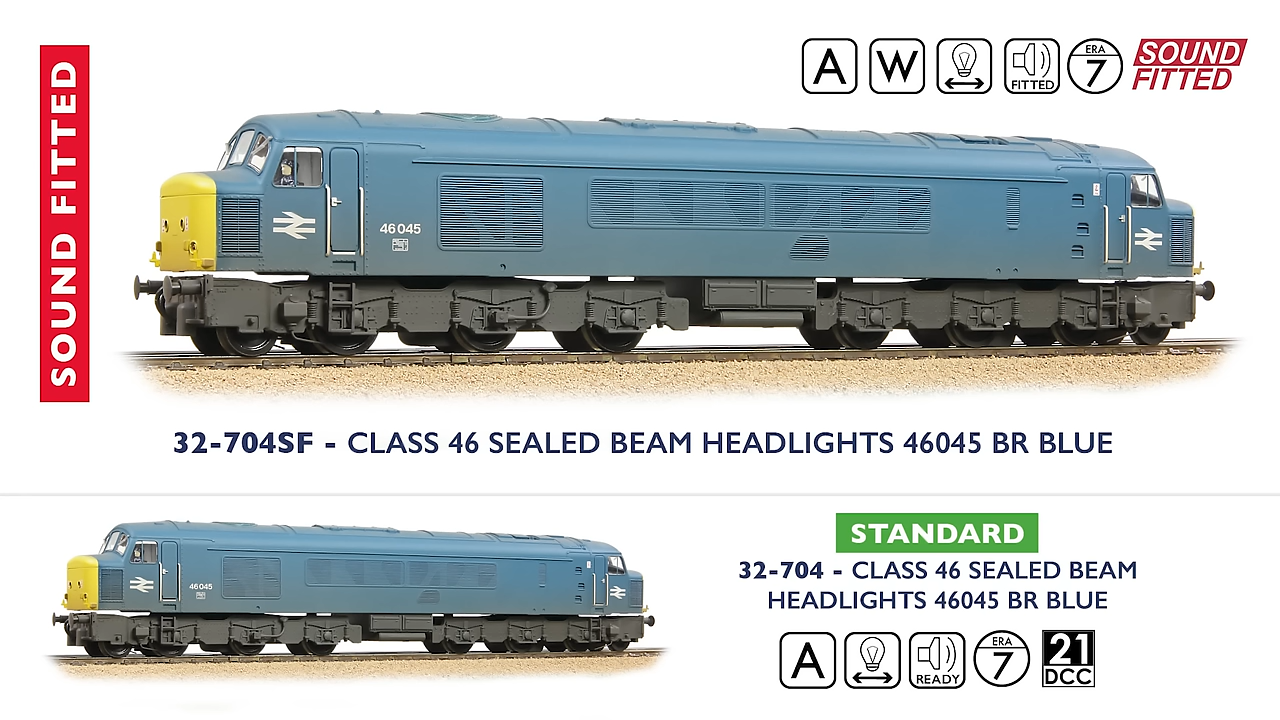 SOUND FITTED
A W FITTED ERA 7 SOUND FITTED
46045
32-704SF - CLASS 46 SEALED BEAM HEADLIGHTS 46045 BR BLUE
STANDARD
46045
32-704 - CLASS 46 SEALED BEAM
HEADLIGHTS 46045 BR BLUE
A READY ERA 7 21 DCC